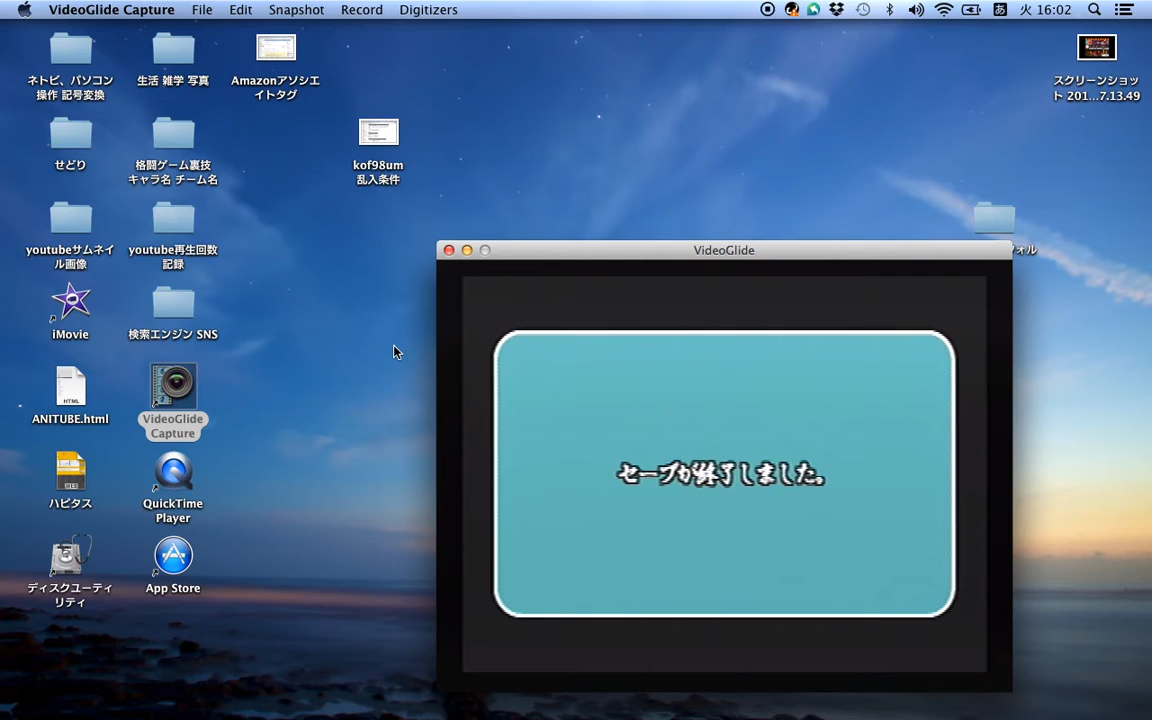 VideoGlide Capture File Edit Snapshot Record Digitizers
火 16:02
ネトビ、パソコン
操作 記号変換
生活 雑学 写真
Amazonアソシエ
イトタグ
スクリーンショッ
ト 201...7.13.49
せどり
格闘ゲーム裏技
キャラ名 チーム名
kof98um
乱入条件
youtubeサムネイ
ル画像
youtube再生回数
記録
フォル
VideoGlide
iMovie
検索エンジン SNS
HTML
ANITUBE.html
VideoGlide
Capture
セーブが終了しました。
ハピタス
QuickTime
Player
ディスクユーティ
リティ
App Store